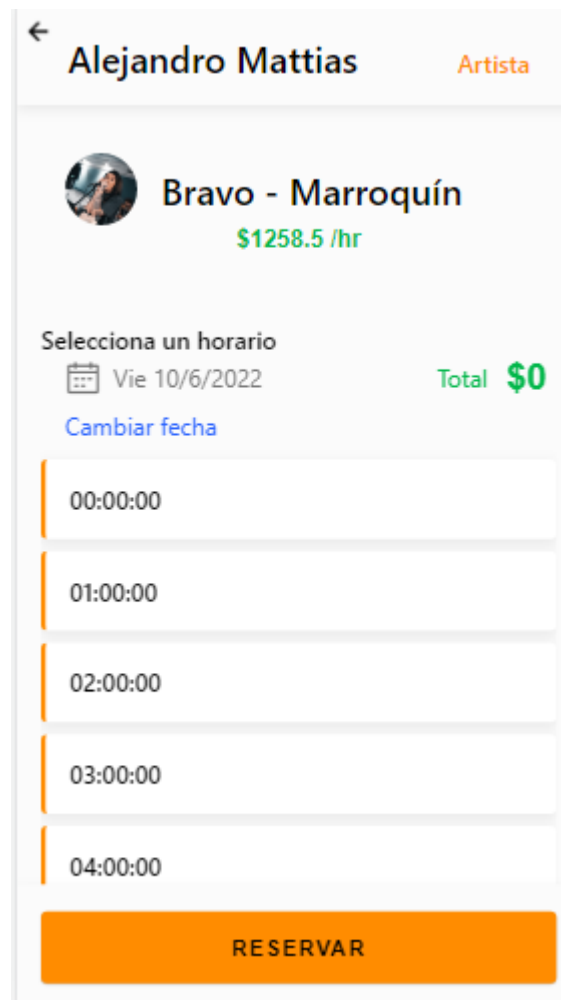 Alejandro Mattias Artista
Bravo - Marroquín
$1258.5 /hr
Selecciona un horario
Vie 10/6/2022 Total $0
Cambiar fecha
00:00:00
01:00:00
02:00:00
03:00:00
04:00:00
RESERVAR